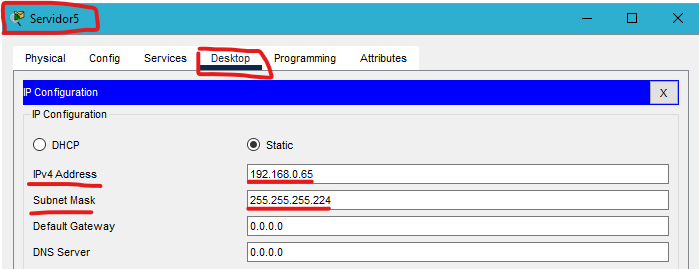 Servidor5
Physical Config Services Desktop Programming Attributes
IP Configuration X
IP Configuration
DHCP Static
IPv4 Address 192.168.0.65
Subnet Mask 255.255.255.224
Default Gateway 0.0.0.0
DNS Server 0.0.0.0